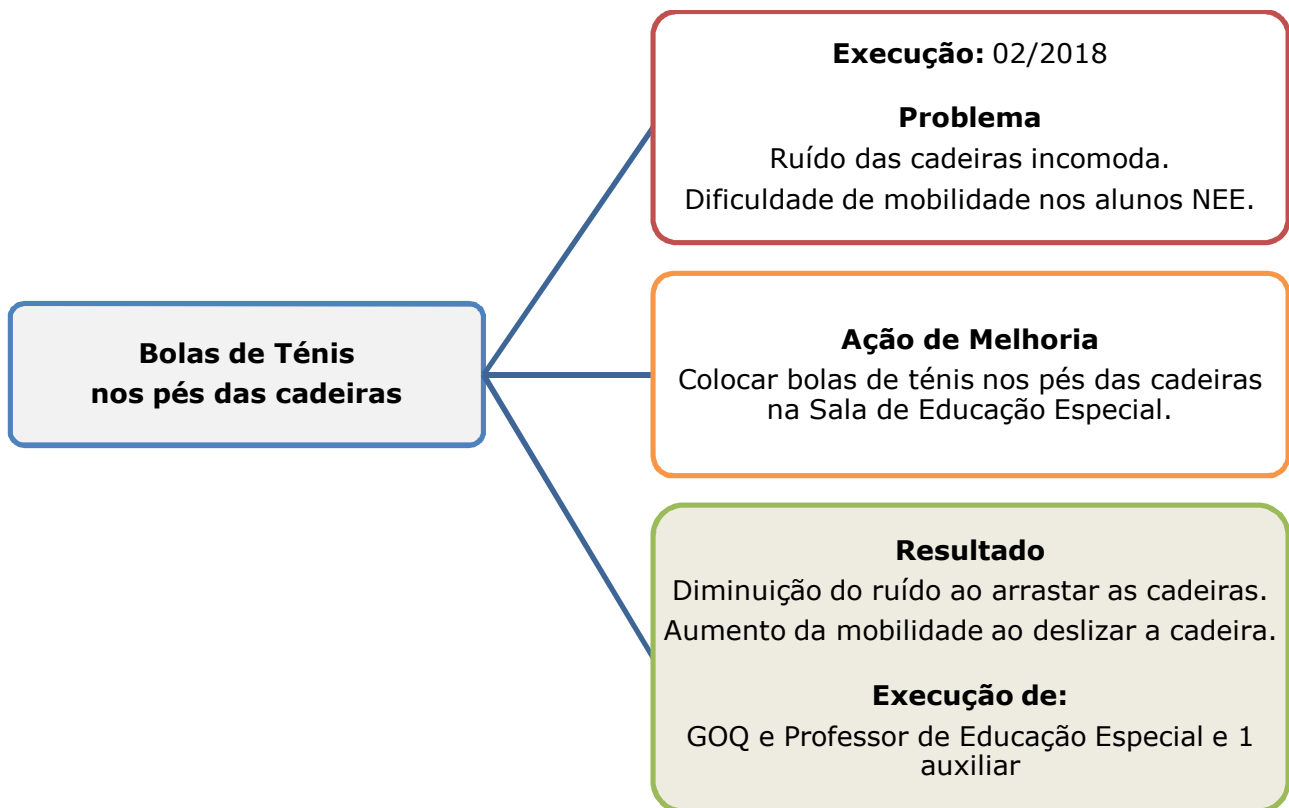 Bolas de Ténis
nos pés das cadeiras
Execução: 02/2018
Problema
Ruído das cadeiras incomoda.
Dificuldade de mobilidade nos alunos NEE.
Ação de Melhoria
Colocar bolas de ténis nos pés das cadeiras
na Sala de Educação Especial.
Resultado
Diminuição do ruído ao arrastar as cadeiras.
Aumento da mobilidade ao deslizar a cadeira.
Execução de:
GOQ e Professor de Educação Especial e 1
auxiliar